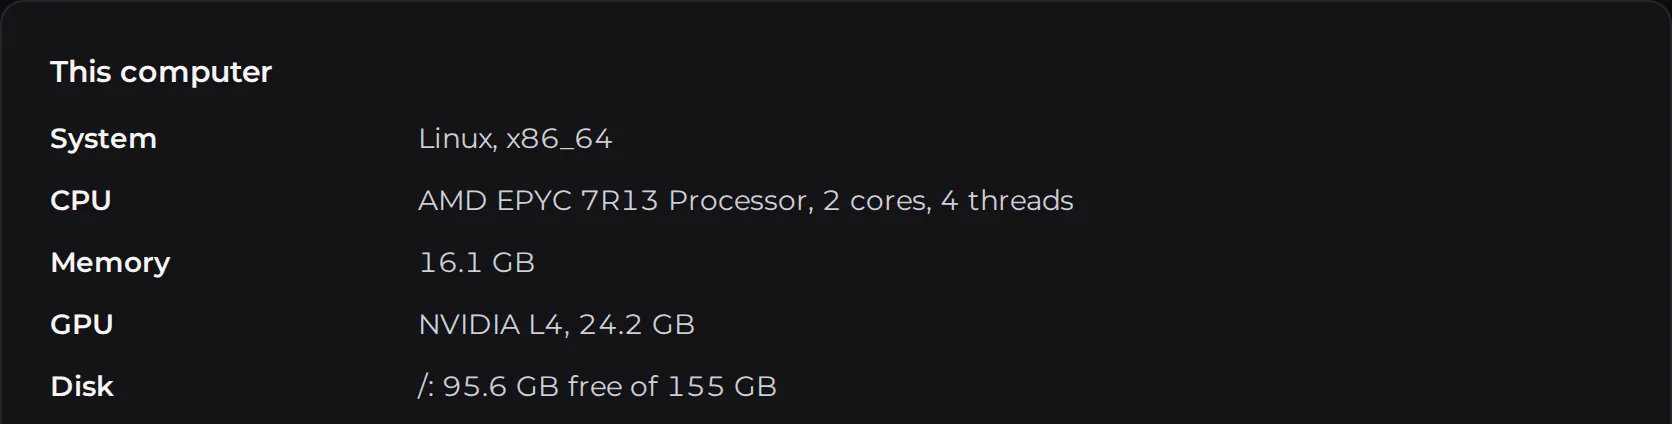 This computer
System Linux, x86_64
CPU AMD EPYC 7R13 Processor, 2 cores, 4 threads
Memory 16.1 GB
GPU NVIDIA L4, 24.2 GB
Disk /: 95.6 GB free of 155 GB